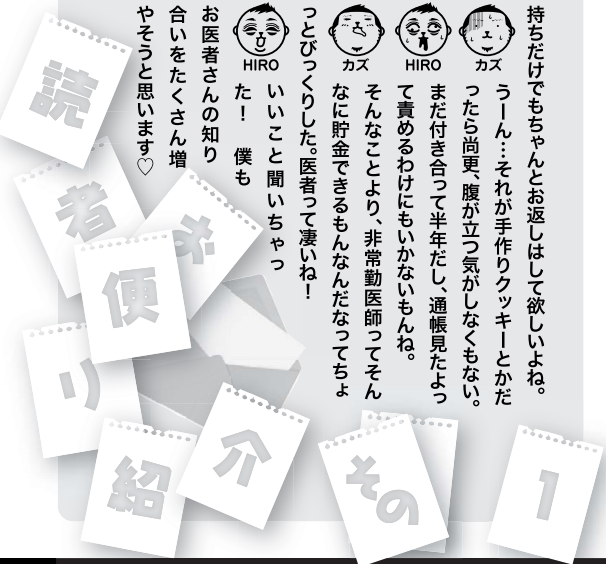 持ちだけでもちゃんとお返しはして欲しいよね。
カズ
うーん…それが手作りクッキーとかだ
ったら尚更、腹が立つ気がしなくもない。
HIRO
まだ付き合って半年だし、通帳見たよっ
て責めるわけにもいかないもんね。
カズ
そんなことより、非常勤医師ってそん
なに貯金できるもんなんだなってちょ
っとびっくりした。医者って凄いね！
HIRO
いいこと聞いちゃっ
た！　僕も
お医者さんの知り
合いをたくさん増
やそうと思います♡
読
者
お
便
り
紹
介
その
1